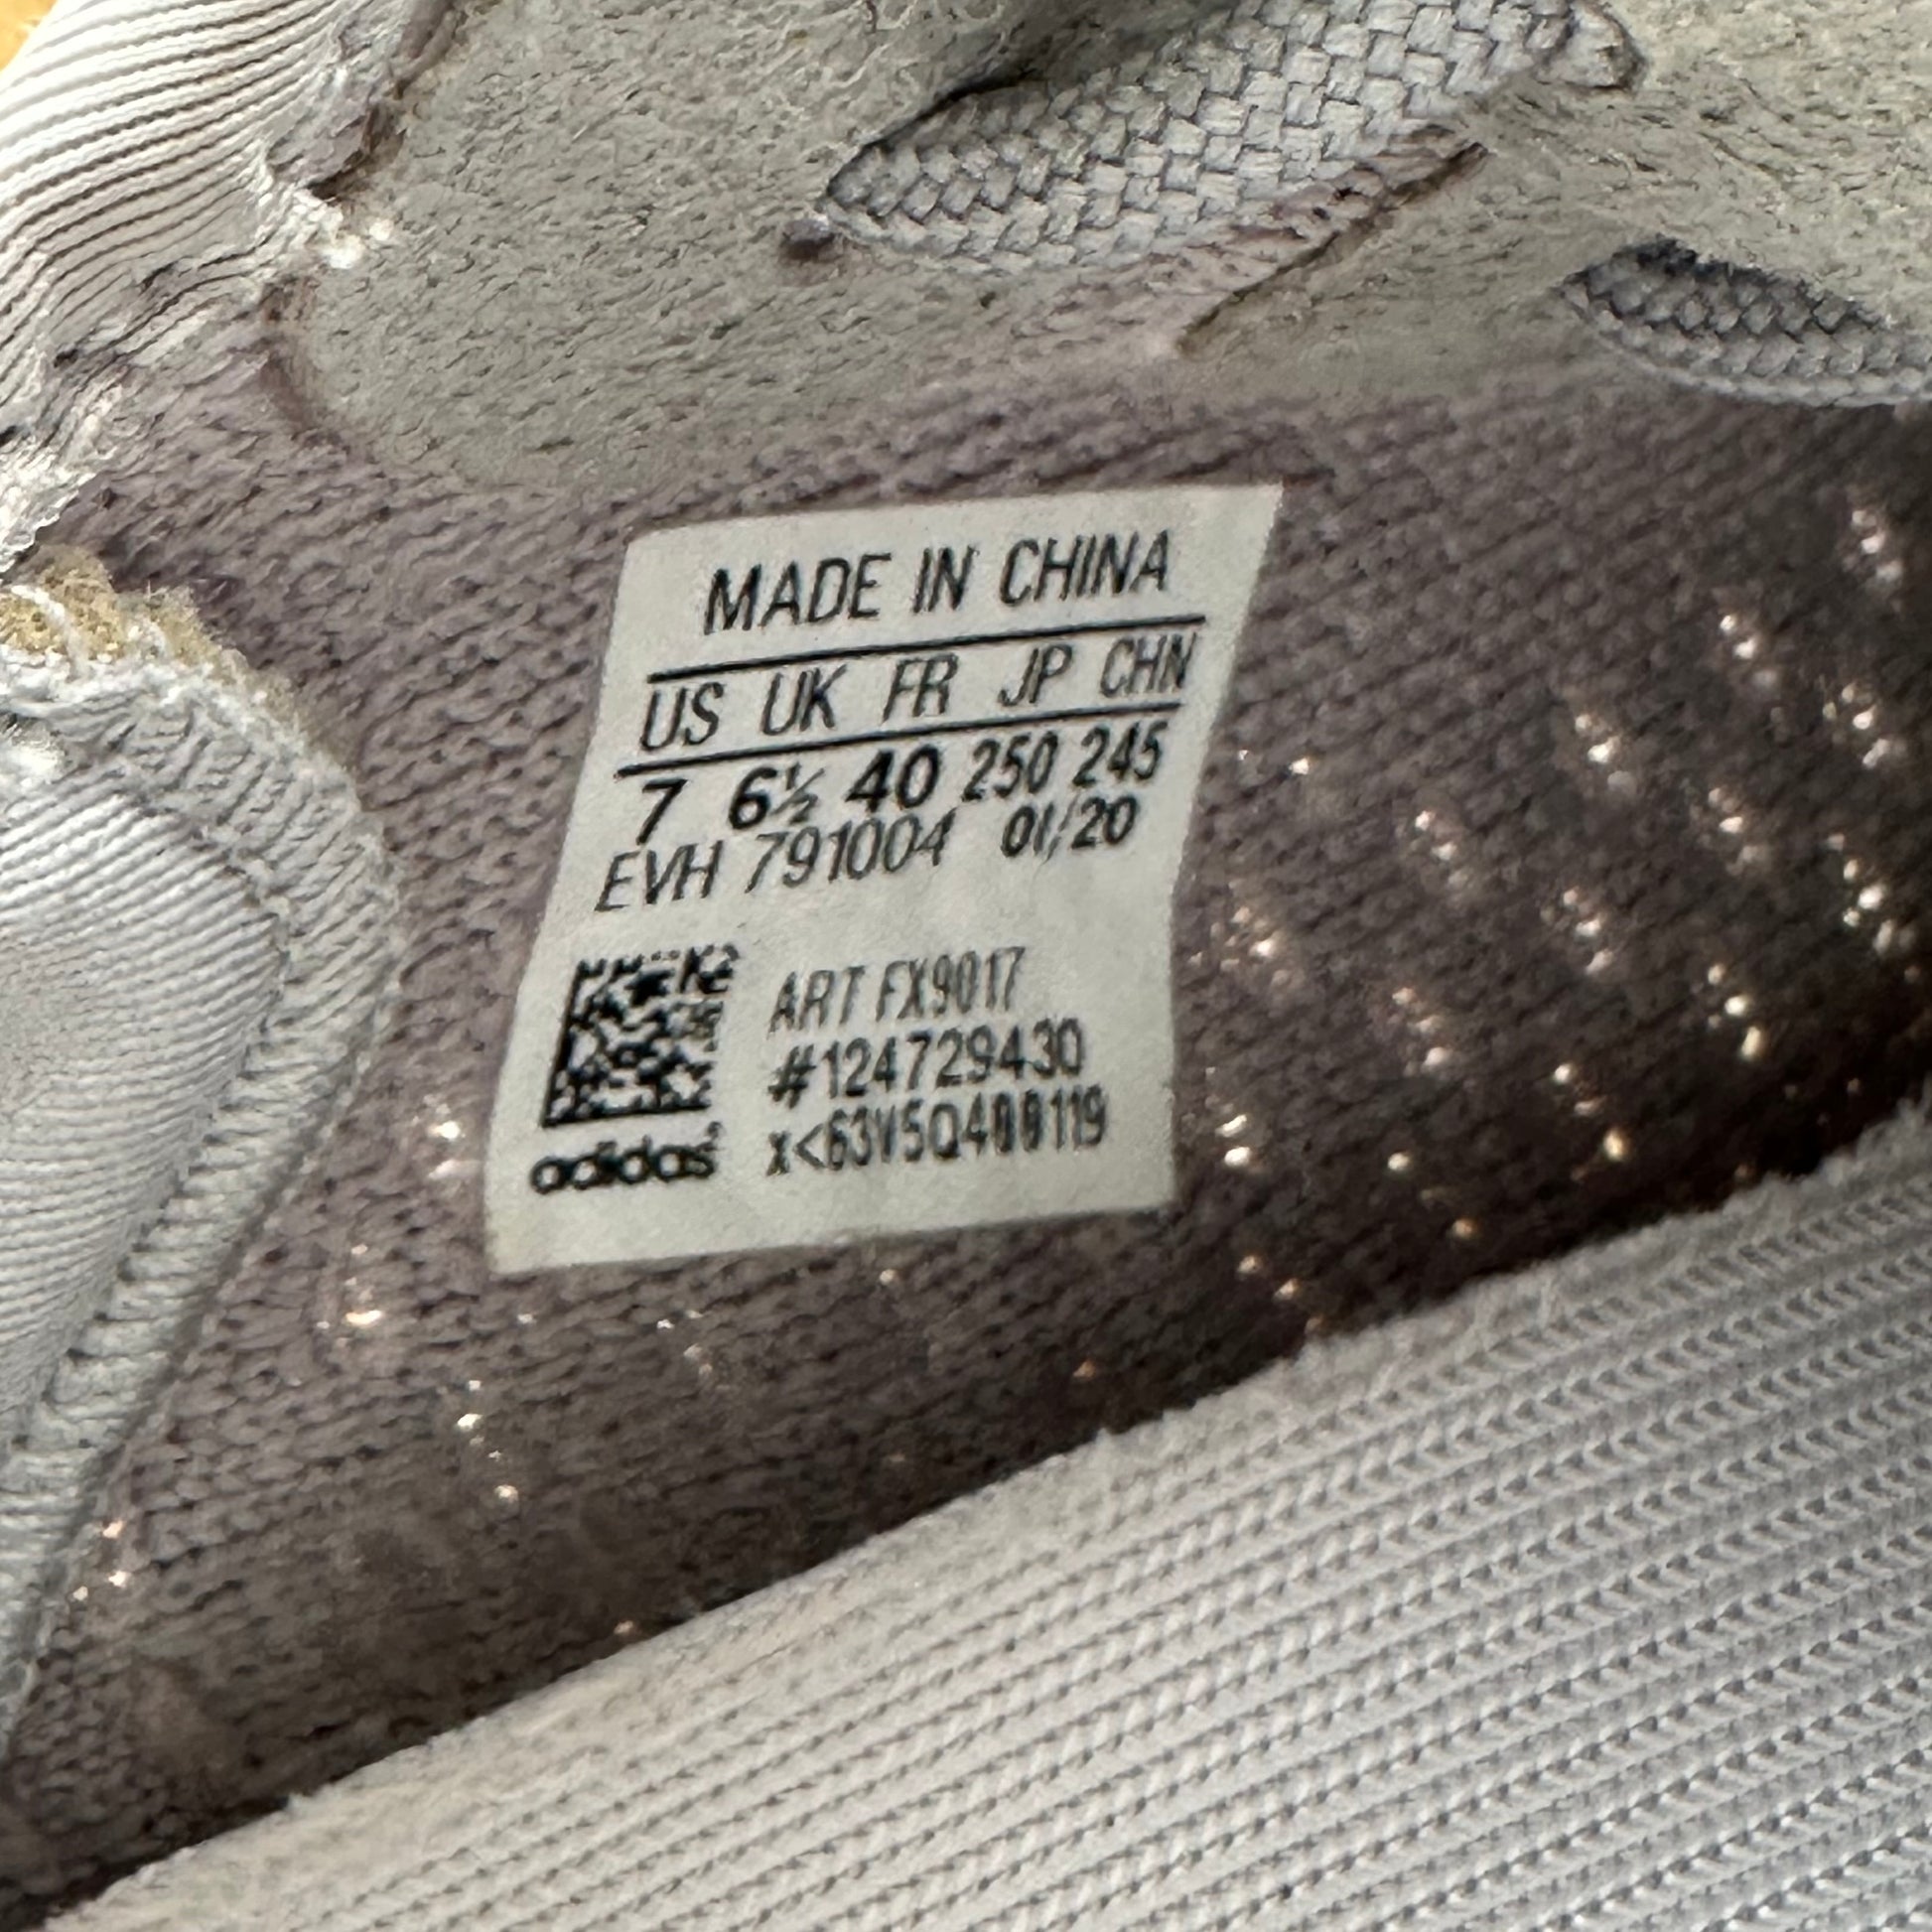 MADE IN CHINA
US UK FR JP CHN
7 6½ 40 250 245
EVH 791004 01/20
ART FX9017
#124729430
adidas